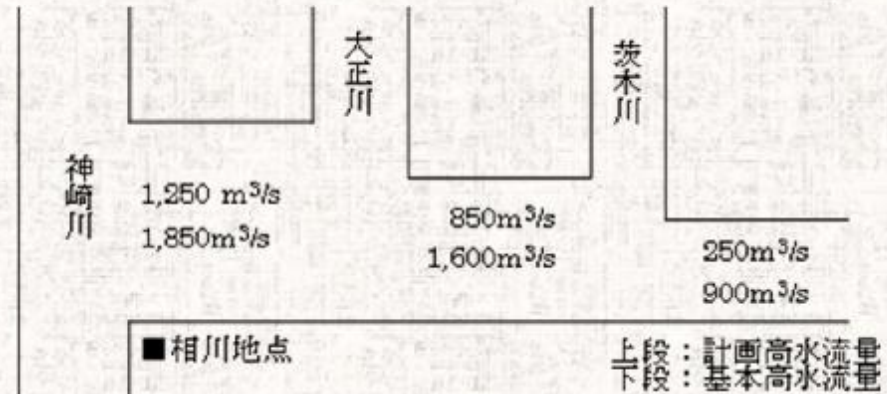 神崎川
大正川
茨木川
1,250 m³/s
1,850m³/s
850m³/s
1,600m³/s
250m³/s
900m³/s
■相川地点
上段：計画高水流量
下段：基本高水流量